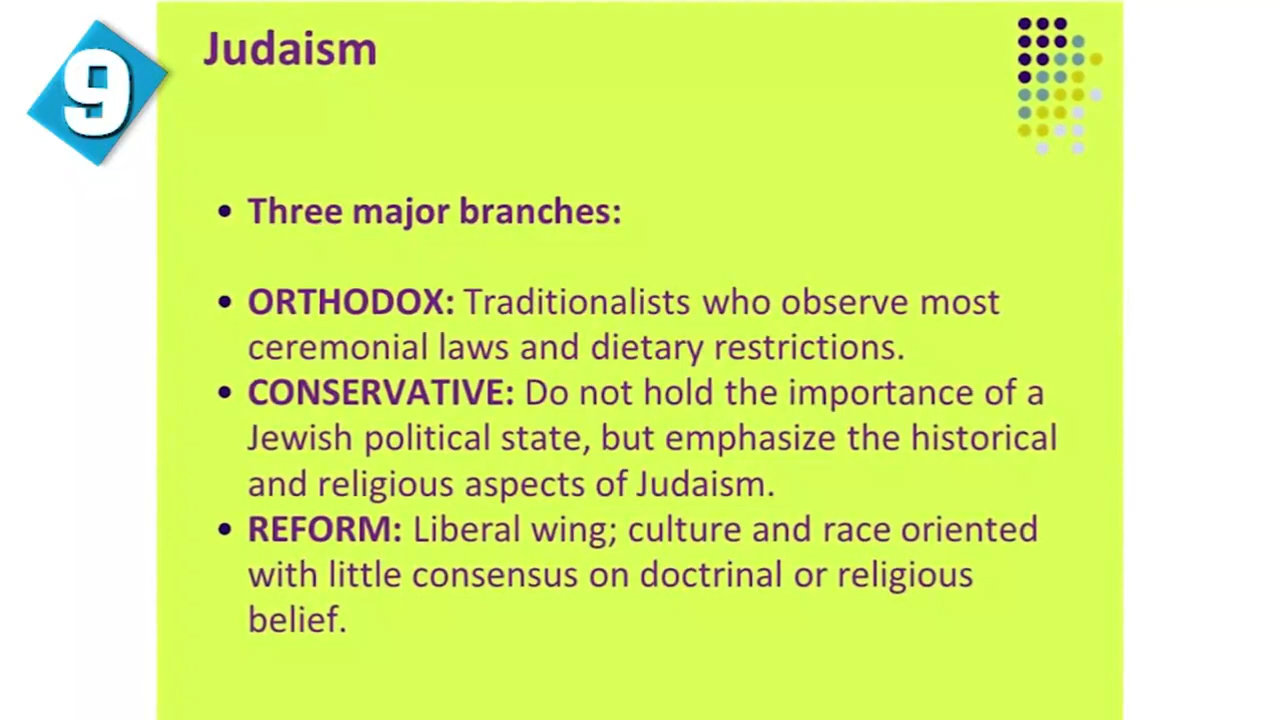 9
Judaism
• Three major branches:
• ORTHODOX: Traditionalists who observe most
ceremonial laws and dietary restrictions.
• CONSERVATIVE: Do not hold the importance of a
Jewish political state, but emphasize the historical
and religious aspects of Judaism.
• REFORM: Liberal wing; culture and race oriented
with little consensus on doctrinal or religious
belief.